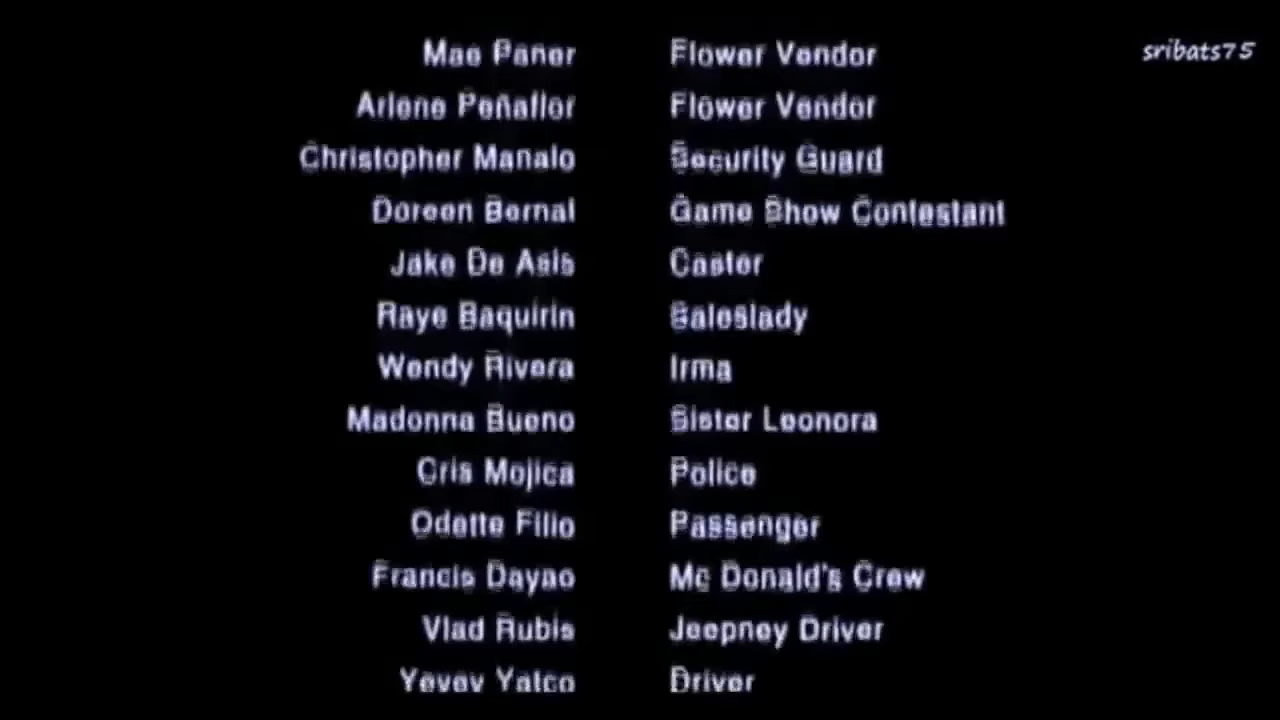 Mae Paner Flower Vendor sribats75
Arlene Peñaflor Flower Vendor
Christopher Manalo Security Guard
Doreen Bernal Game Show Contestant
Jake De Asis Caster
Raye Baquirin Saleslady
Wendy Rivera Irma
Madonna Bueno Sister Leonora
Cris Mojica Police
Odette Filio Passenger
Francis Dayao Mc Donald's Crew
Vlad Rubis Jeepney Driver
Yevev Yatco Driver